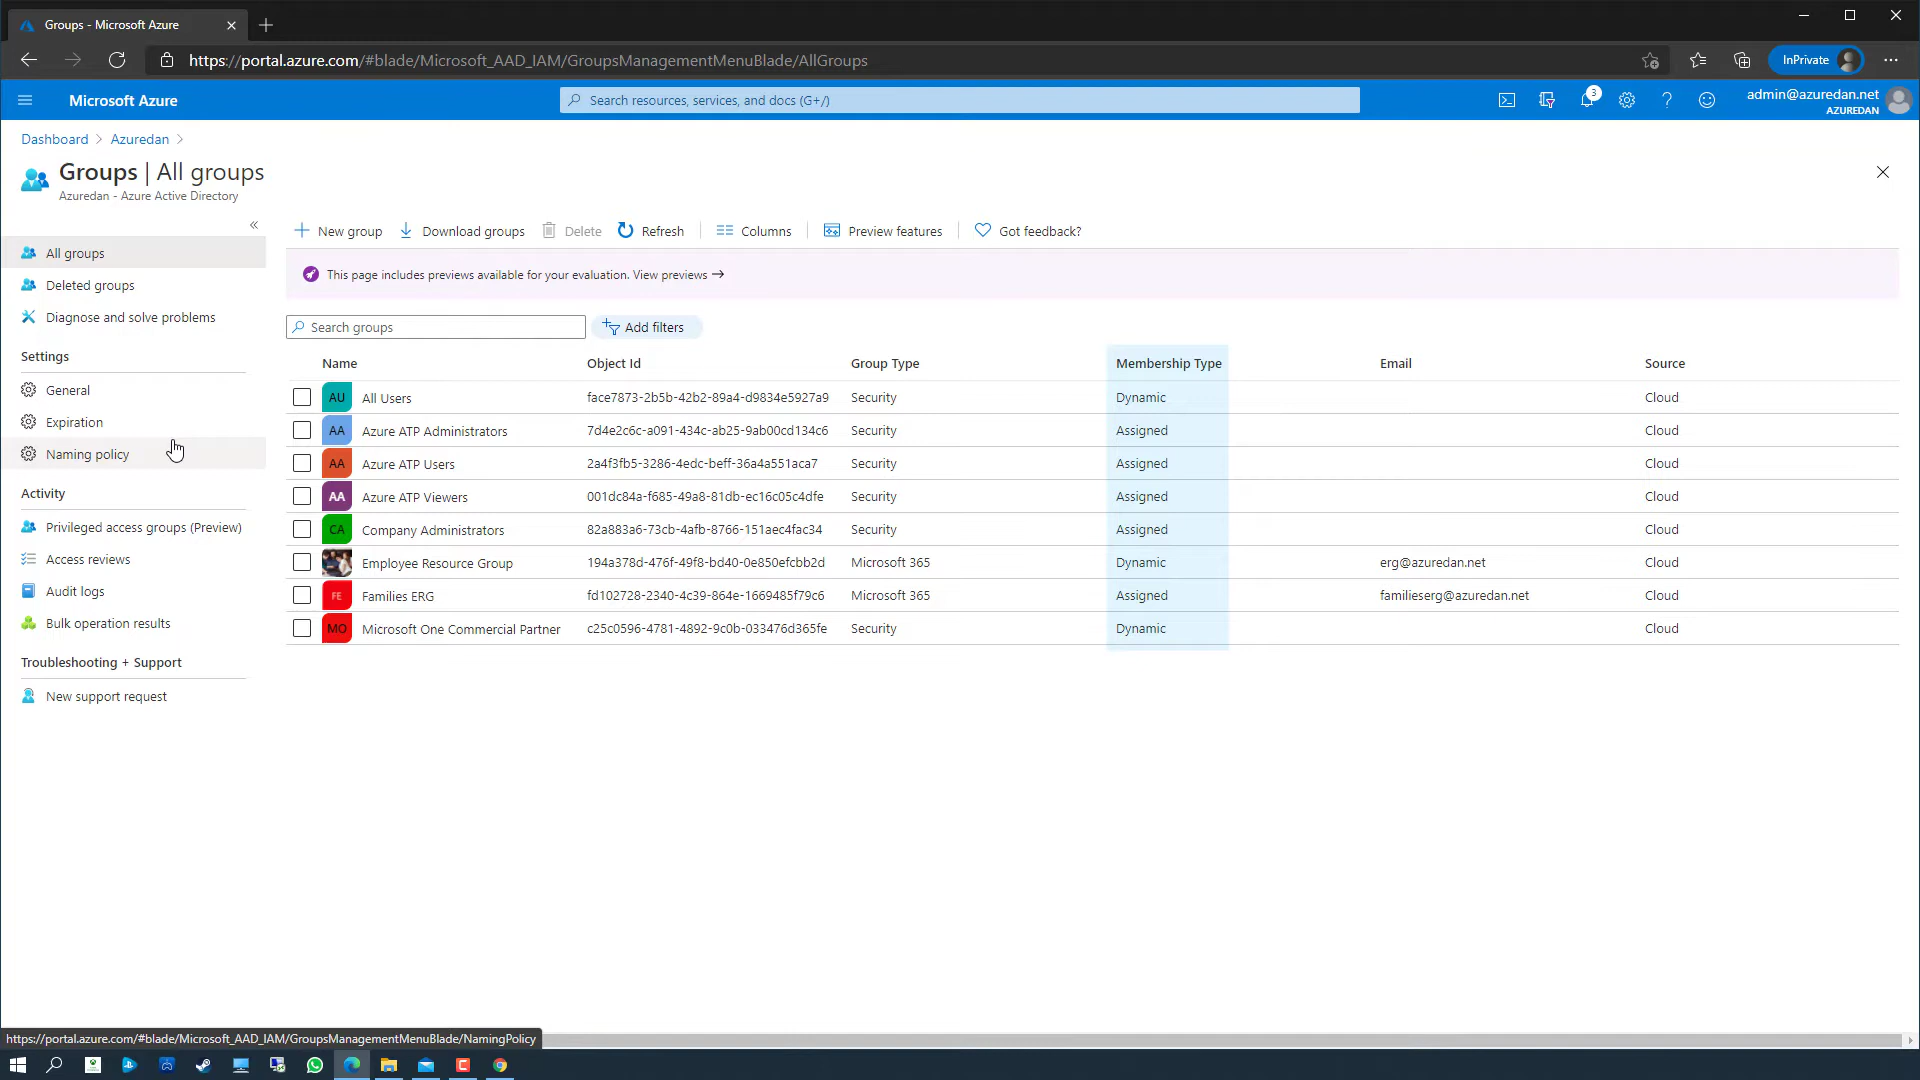 Groups - Microsoft Azure
https://portal.azure.com/#blade/Microsoft_AAD_IAM/GroupsManagementMenuBlade/AllGroups
InPrivate
Microsoft Azure
Search resources, services, and docs (G+/)
3
admin@azuredan.net
AZUREDAN
Dashboard > Azuredan >
Groups | All groups
Azuredan - Azure Active Directory
New group
Download groups
Delete
Refresh
Columns
Preview features
Got feedback?
This page includes previews available for your evaluation. View previews →
All groups
Deleted groups
Diagnose and solve problems
Settings
General
Expiration
Naming policy
Activity
Privileged access groups (Preview)
Access reviews
Audit logs
Bulk operation results
Troubleshooting + Support
New support request
Search groups
Add filters
Name Object Id Group Type Membership Type Email Source
AU All Users face7873-2b5b-42b2-89a4-d9834e5927a9 Security Dynamic Cloud
AA Azure ATP Administrators 7d4e2c6c-a091-434c-ab25-9ab00cd134c6 Security Assigned Cloud
AA Azure ATP Users 2a4f3fb5-3286-4edc-beff-36a4a551aca7 Security Assigned Cloud
AA Azure ATP Viewers 001dc84a-f685-49a8-81db-ec16c05c4dfe Security Assigned Cloud
CA Company Administrators 82a883a6-73cb-4afb-8766-151aec4fac34 Security Assigned Cloud
Employee Resource Group 194a378d-476f-49f8-bd40-0e850efcbb2d Microsoft 365 Dynamic erg@azuredan.net Cloud
FE Families ERG fd102728-2340-4c39-864e-1669485f79c6 Microsoft 365 Assigned familieserg@azuredan.net Cloud
MO Microsoft One Commercial Partner c25c0596-4781-4892-9c0b-033476d365fe Security Dynamic Cloud
https://portal.azure.com/#blade/Microsoft_AAD_IAM/GroupsManagementMenuBlade/NamingPolicy